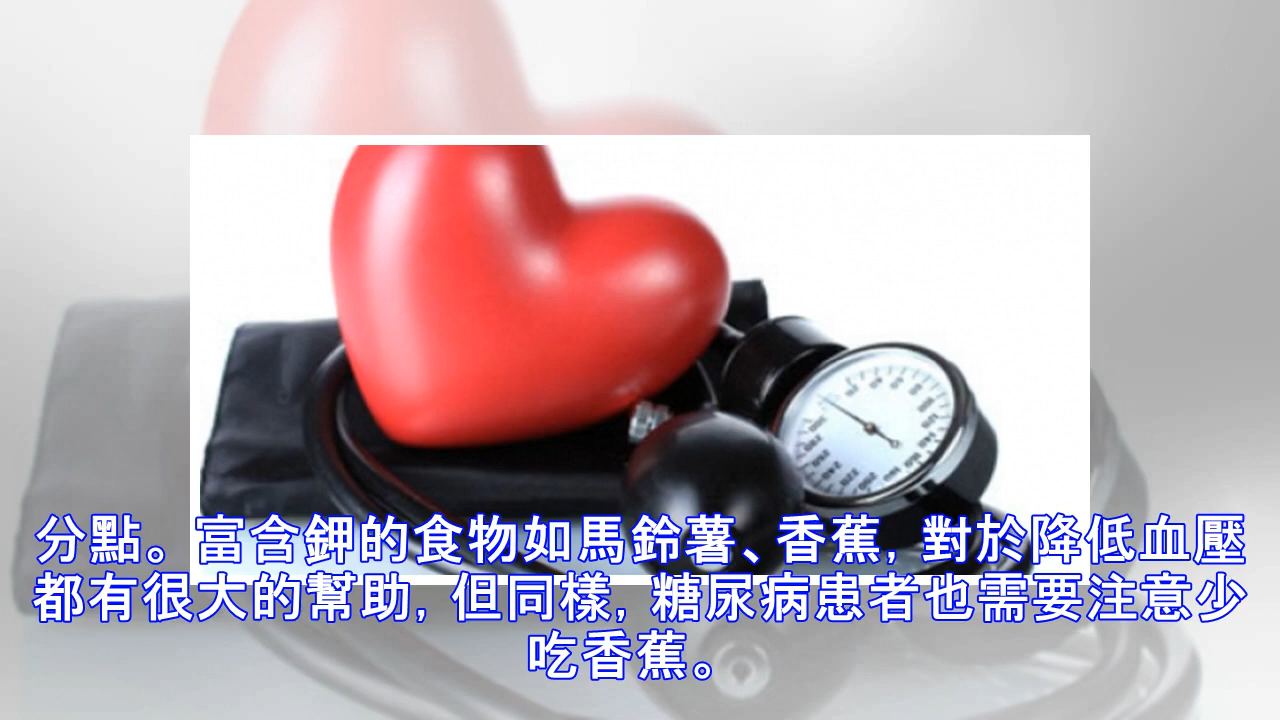 分點。富含鉀的食物如馬鈴薯、香蕉, 對於降低血壓
都有很大的幫助, 但同樣, 糖尿病患者也需要注意少
吃香蕉。